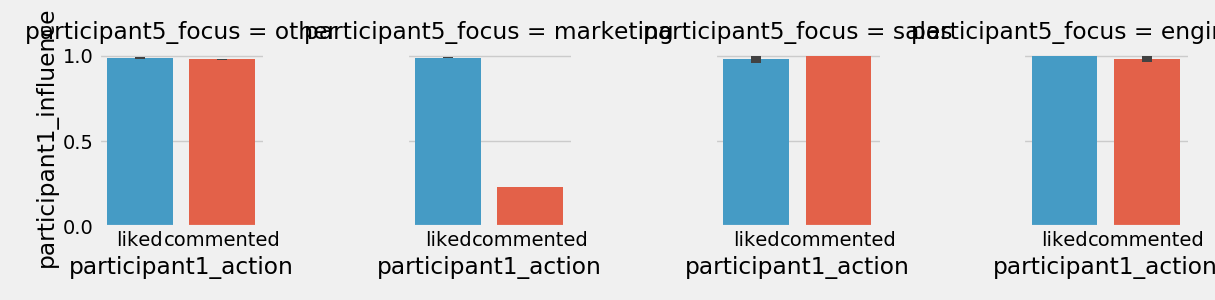 participant5_focus = other
participant5_focus = marketing
participant5_focus = sales
participant5_focus = engin
participant1_influence
1.0
0.5
0.0
liked commented
liked commented
liked commented
liked commented
participant1_action
participant1_action
participant1_action
participant1_action